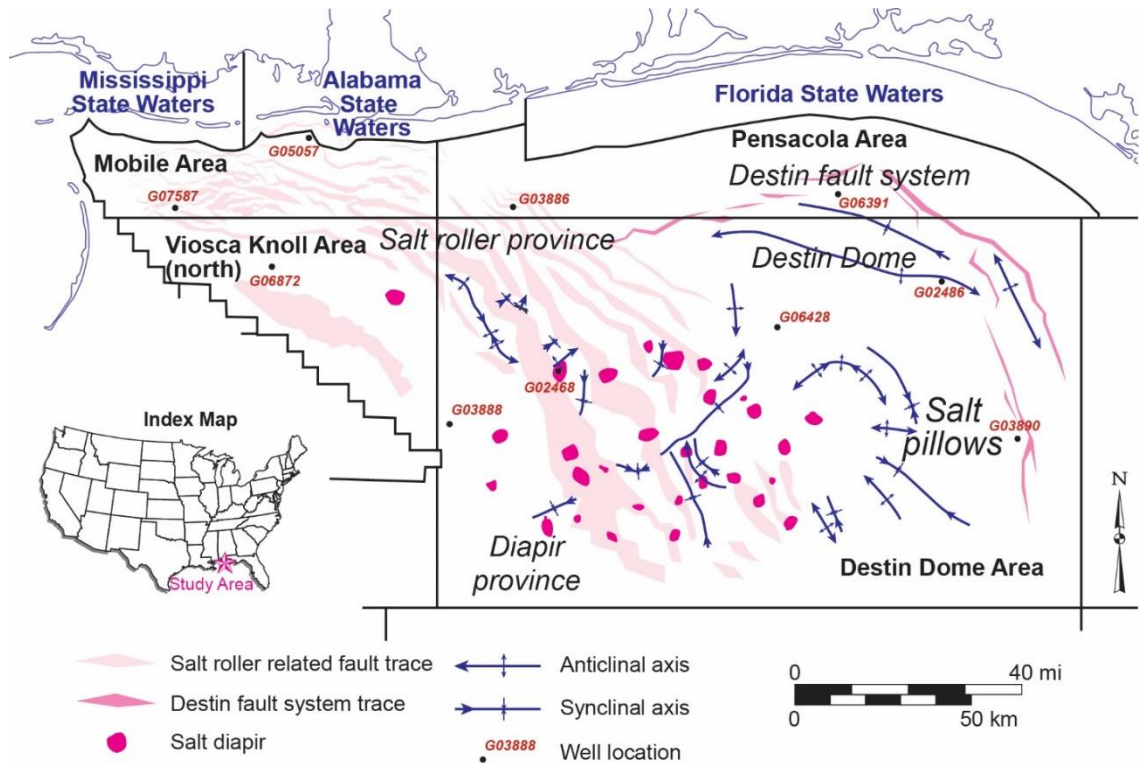 Mississippi
State Waters
Alabama
State
Waters
Florida State Waters
Mobile Area
G05057
Pensacola Area
Destin fault system
G07587
G03886
G06391
Salt roller province
Viosca Knoll Area
(north)
G06872
Destin Dome
G02486
G06428
G02468
G03888
Salt
pillows
G03890
Index Map
Study Area
Diapir
province
Destin Dome Area
N
Salt roller related fault trace
Destin fault system trace
Salt diapir
Anticlinal axis
Synclinal axis
G03888
Well location
0 40 mi
0 50 km